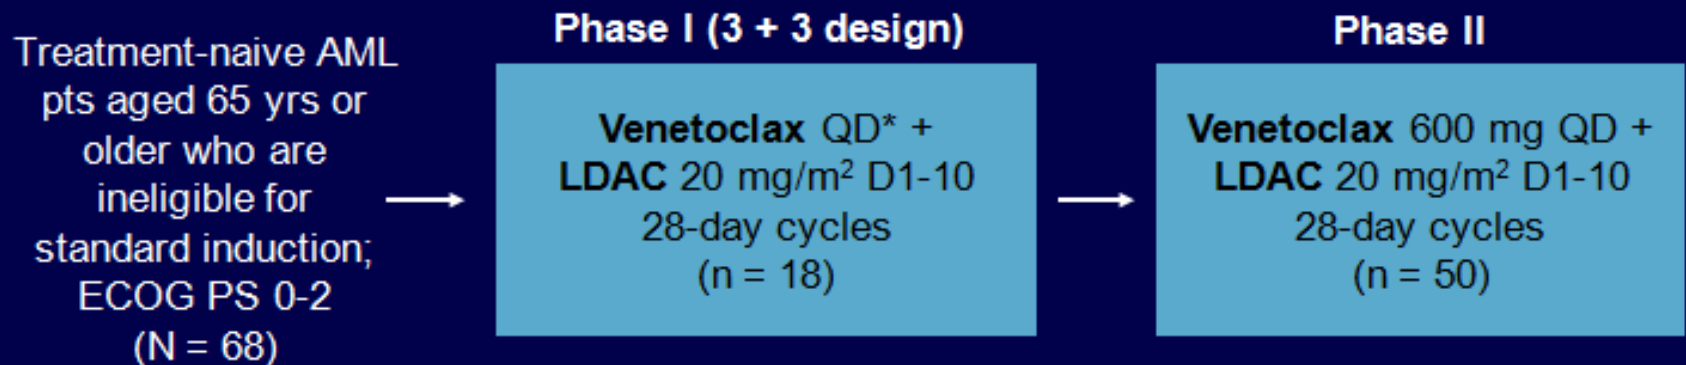 Treatment-naive AML
pts aged 65 yrs or
older who are
ineligible for
standard induction;
ECOG PS 0-2
(N = 68)
Phase I (3 + 3 design)
Venetoclax QD* +
LDAC 20 mg/m² D1-10
28-day cycles
(n = 18)
Phase II
Venetoclax 600 mg QD +
LDAC 20 mg/m² D1-10
28-day cycles
(n = 50)